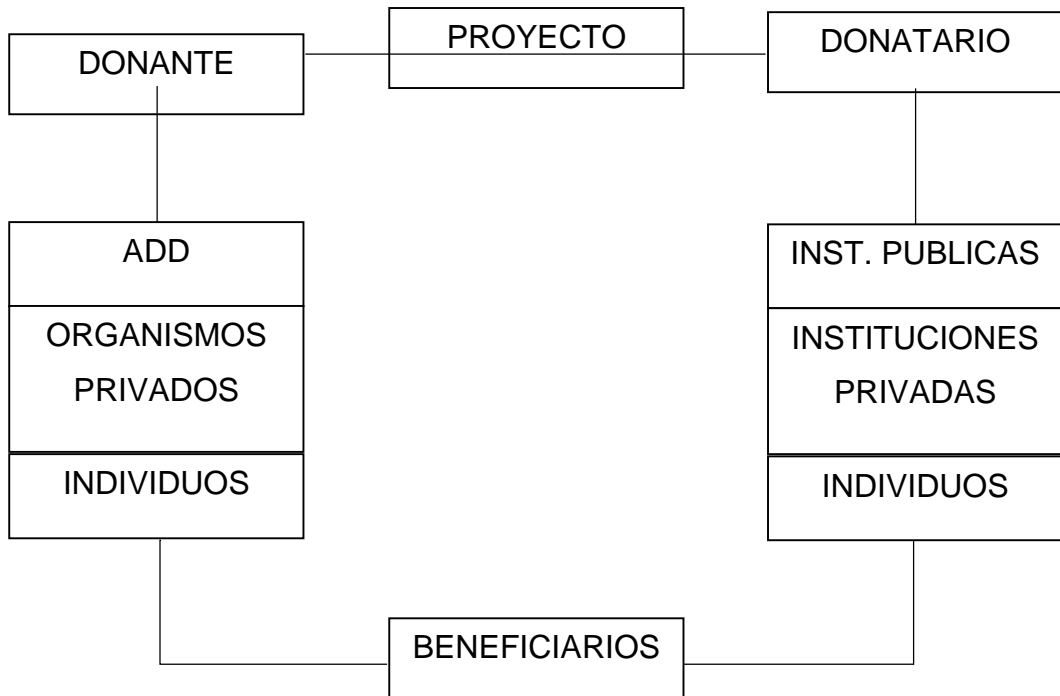 DONANTE
PROYECTO
DONATARIO
ADD
ORGANISMOS
PRIVADOS
INDIVIDUOS
INST. PUBLICAS
INSTITUCIONES
PRIVADAS
INDIVIDUOS
BENEFICIARIOS